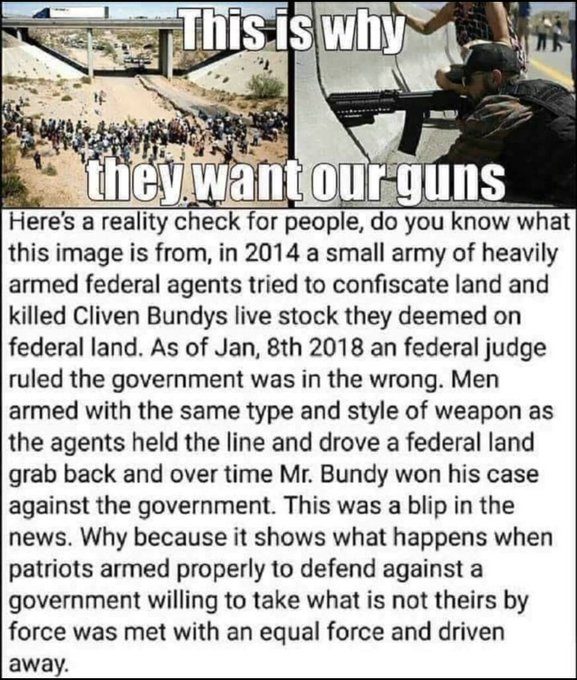 This is why
they want our guns
Here's a reality check for people, do you know what
this image is from, in 2014 a small army of heavily
armed federal agents tried to confiscate land and
killed Cliven Bundys live stock they deemed on
federal land. As of Jan, 8th 2018 an federal judge
ruled the government was in the wrong. Men
armed with the same type and style of weapon as
the agents held the line and drove a federal land
grab back and over time Mr. Bundy won his case
against the government. This was a blip in the
news. Why because it shows what happens when
patriots armed properly to defend against a
government willing to take what is not theirs by
force was met with an equal force and driven
away.